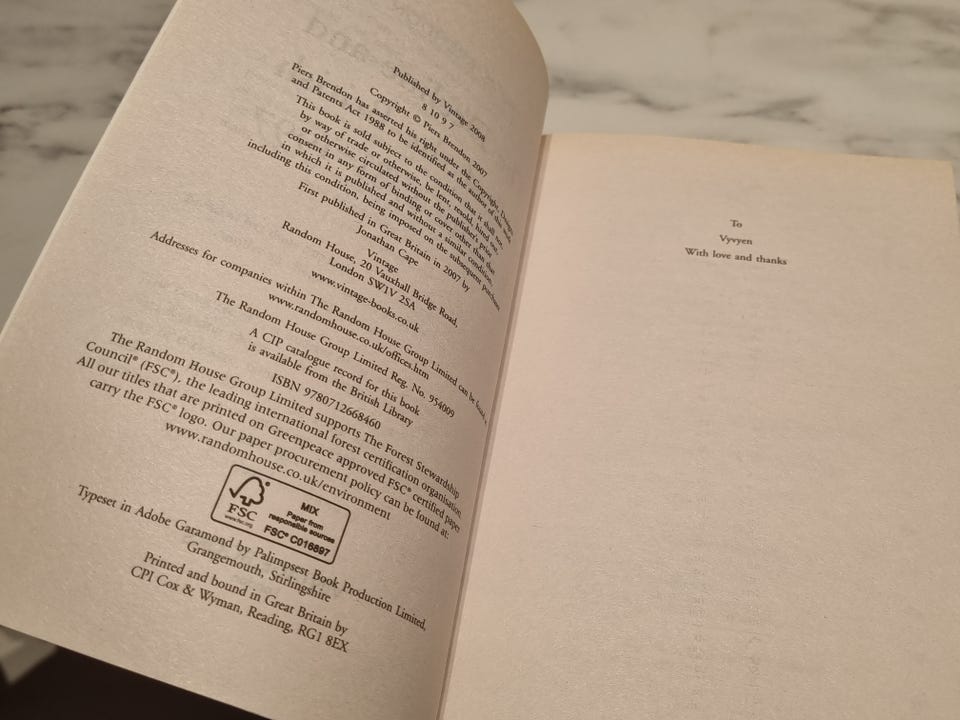 Published by Vintage 2008
8 10 9 7
Copyright © Piers Brendon 2007
Piers Brendon has asserted his right under the Copyright, Designs
and Patents Act 1988 to be identified as the author of this work
This book is sold subject to the condition that it shall not
by way of trade or otherwise, be lent, resold, hired out,
or otherwise circulated without the publisher's prior
consent in any form of binding or cover other than that
in which it is published and without a similar condition,
including this condition, being imposed on the subsequent purchaser
First published in Great Britain in 2007 by
Jonathan Cape
Vintage
Random House, 20 Vauxhall Bridge Road,
London SW1V 2SA
www.vintage-books.co.uk
Addresses for companies within The Random House Group Limited can be found at:
www.randomhouse.co.uk/offices.htm
The Random House Group Limited Reg. No. 954009
A CIP catalogue record for this book
is available from the British Library
ISBN 9780712668460
The Random House Group Limited supports The Forest Stewardship
Council® (FSC®), the leading international forest certification organisation.
All our titles that are printed on Greenpeace approved FSC® certified paper
carry the FSC® logo. Our paper procurement policy can be found at:
www.randomhouse.co.uk/environment
FSC
www.fsc.org
MIX
Paper from
responsible sources
FSC® C016897
Typeset in Adobe Garamond by Palimpsest Book Production Limited,
Grangemouth, Stirlingshire
Printed and bound in Great Britain by
CPI Cox & Wyman, Reading, RG1 8EX
To
Vyvyen
With love and thanks